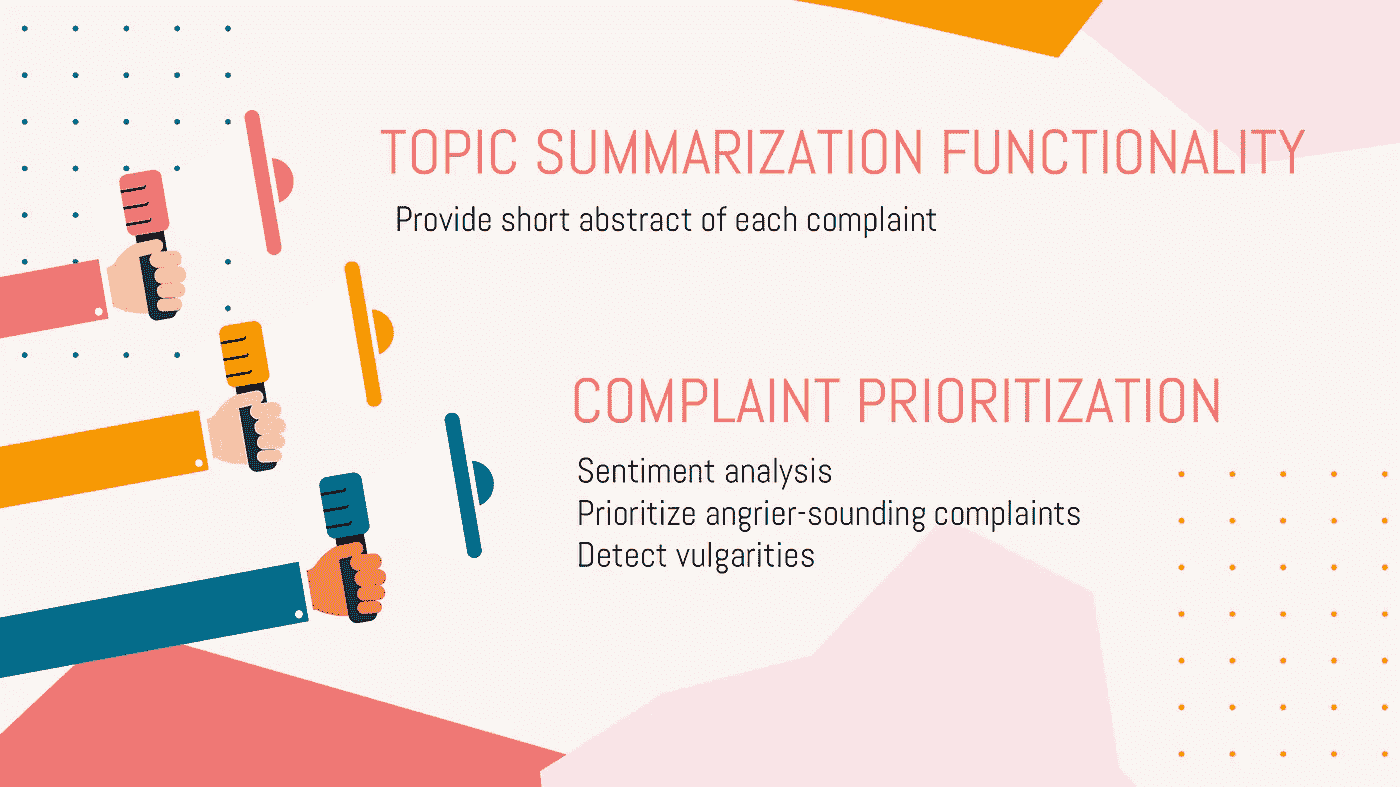 TOPIC SUMMARIZATION FUNCTIONALITY
Provide short abstract of each complaint
COMPLAINT PRIORITIZATION
Sentiment analysis
Prioritize angrier-sounding complaints
Detect vulgarities